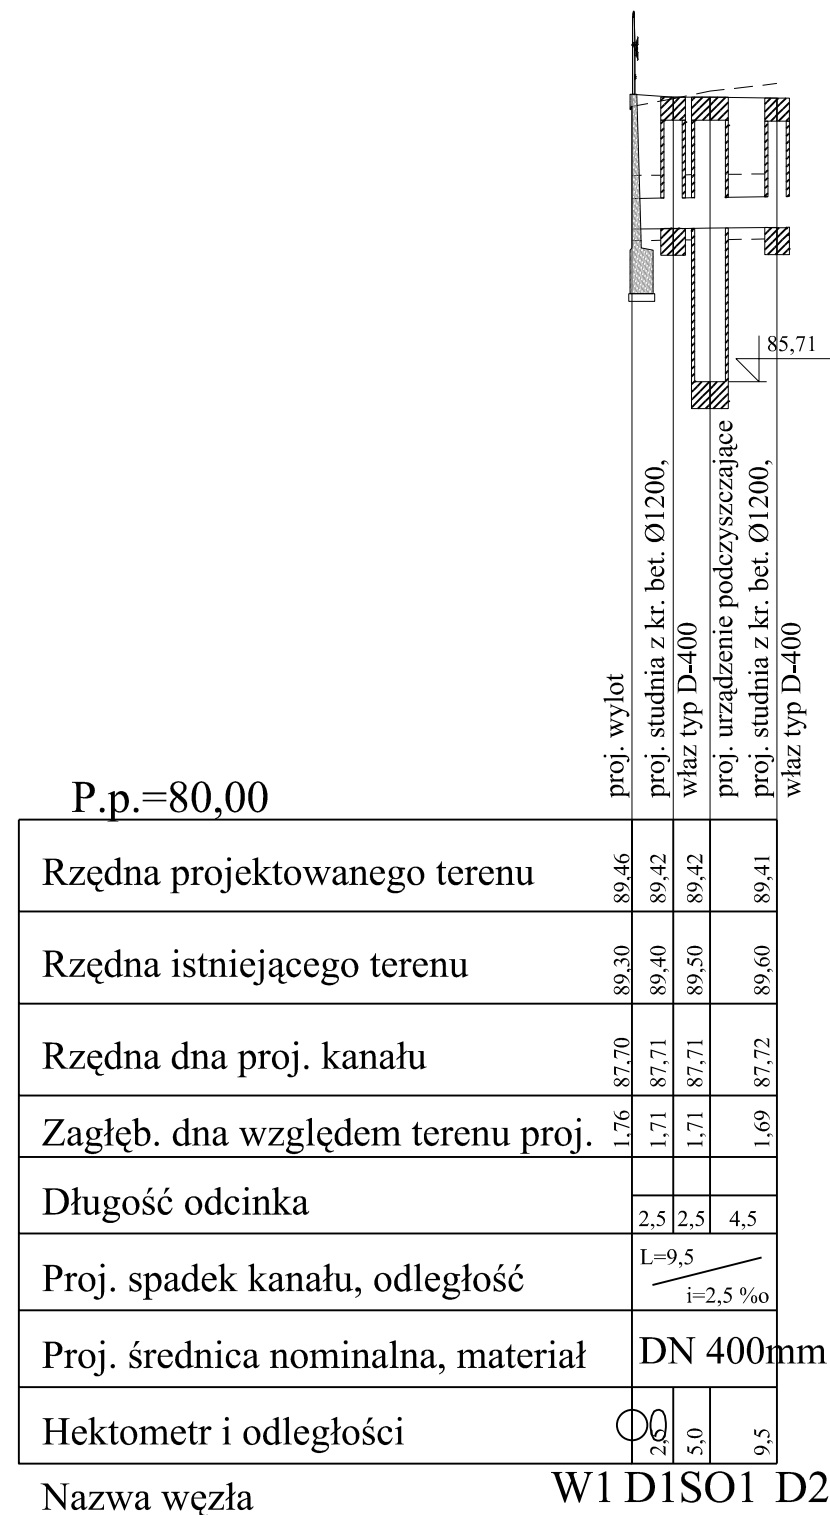 85,71
proj. wylot
proj. studnia z kr. bet. Ø1200,
właz typ D-400
proj. urządzenie podczyszczające
proj. studnia z kr. bet. Ø1200,
właz typ D-400
P.p.=80,00
Rzędna projektowanego terenu 89,46 89,42 89,42 89,41
Rzędna istniejącego terenu 89,30 89,40 89,50 89,60
Rzędna dna proj. kanału 87,70 87,71 87,71 87,72
Zagłęb. dna względem terenu proj. 1,76 1,71 1,71 1,69
Długość odcinka 2,5 2,5 4,5
Proj. spadek kanału, odległość L=9,5
i=2,5 %o
Proj. średnica nominalna, materiał DN 400mm
Hektometr i odległości 0 2,5 5,0 9,5
Nazwa węzła W1 D1 SO1 D2